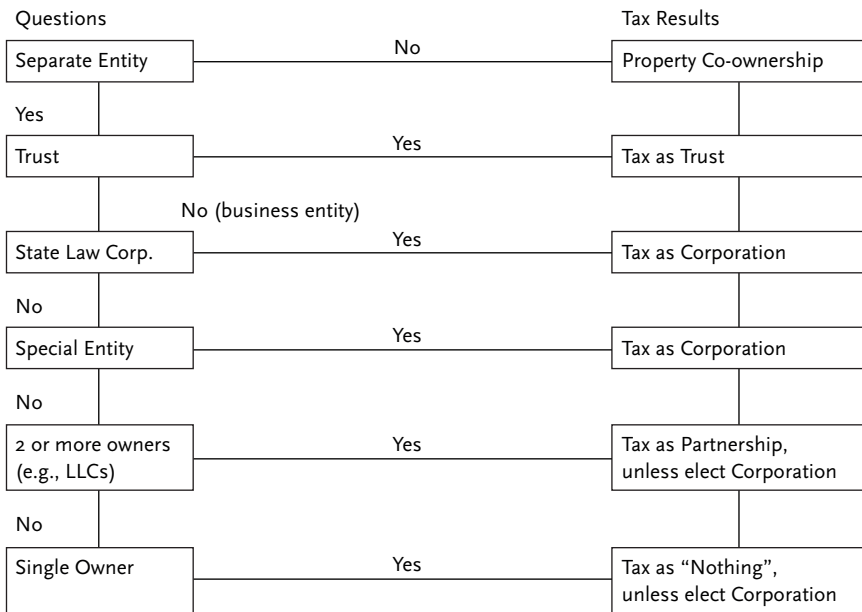 Questions
Tax Results
Separate Entity
No
Property Co-ownership
Yes
Trust
Yes
Tax as Trust
No (business entity)
State Law Corp.
Yes
Tax as Corporation
No
Special Entity
Yes
Tax as Corporation
No
2 or more owners
(e.g., LLCs)
Yes
Tax as Partnership,
unless elect Corporation
No
Single Owner
Yes
Tax as “Nothing”,
unless elect Corporation